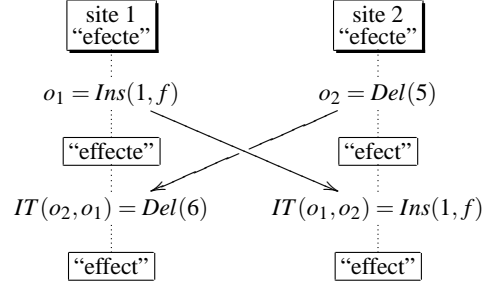 site 1 site 2
“efecte” “efecte”
o₁ = Ins(1, f) o₂ = Del(5)
“effecte” “efect”
IT(o₂, o₁) = Del(6) IT(o₁, o₂) = Ins(1, f)
“effect” “effect”